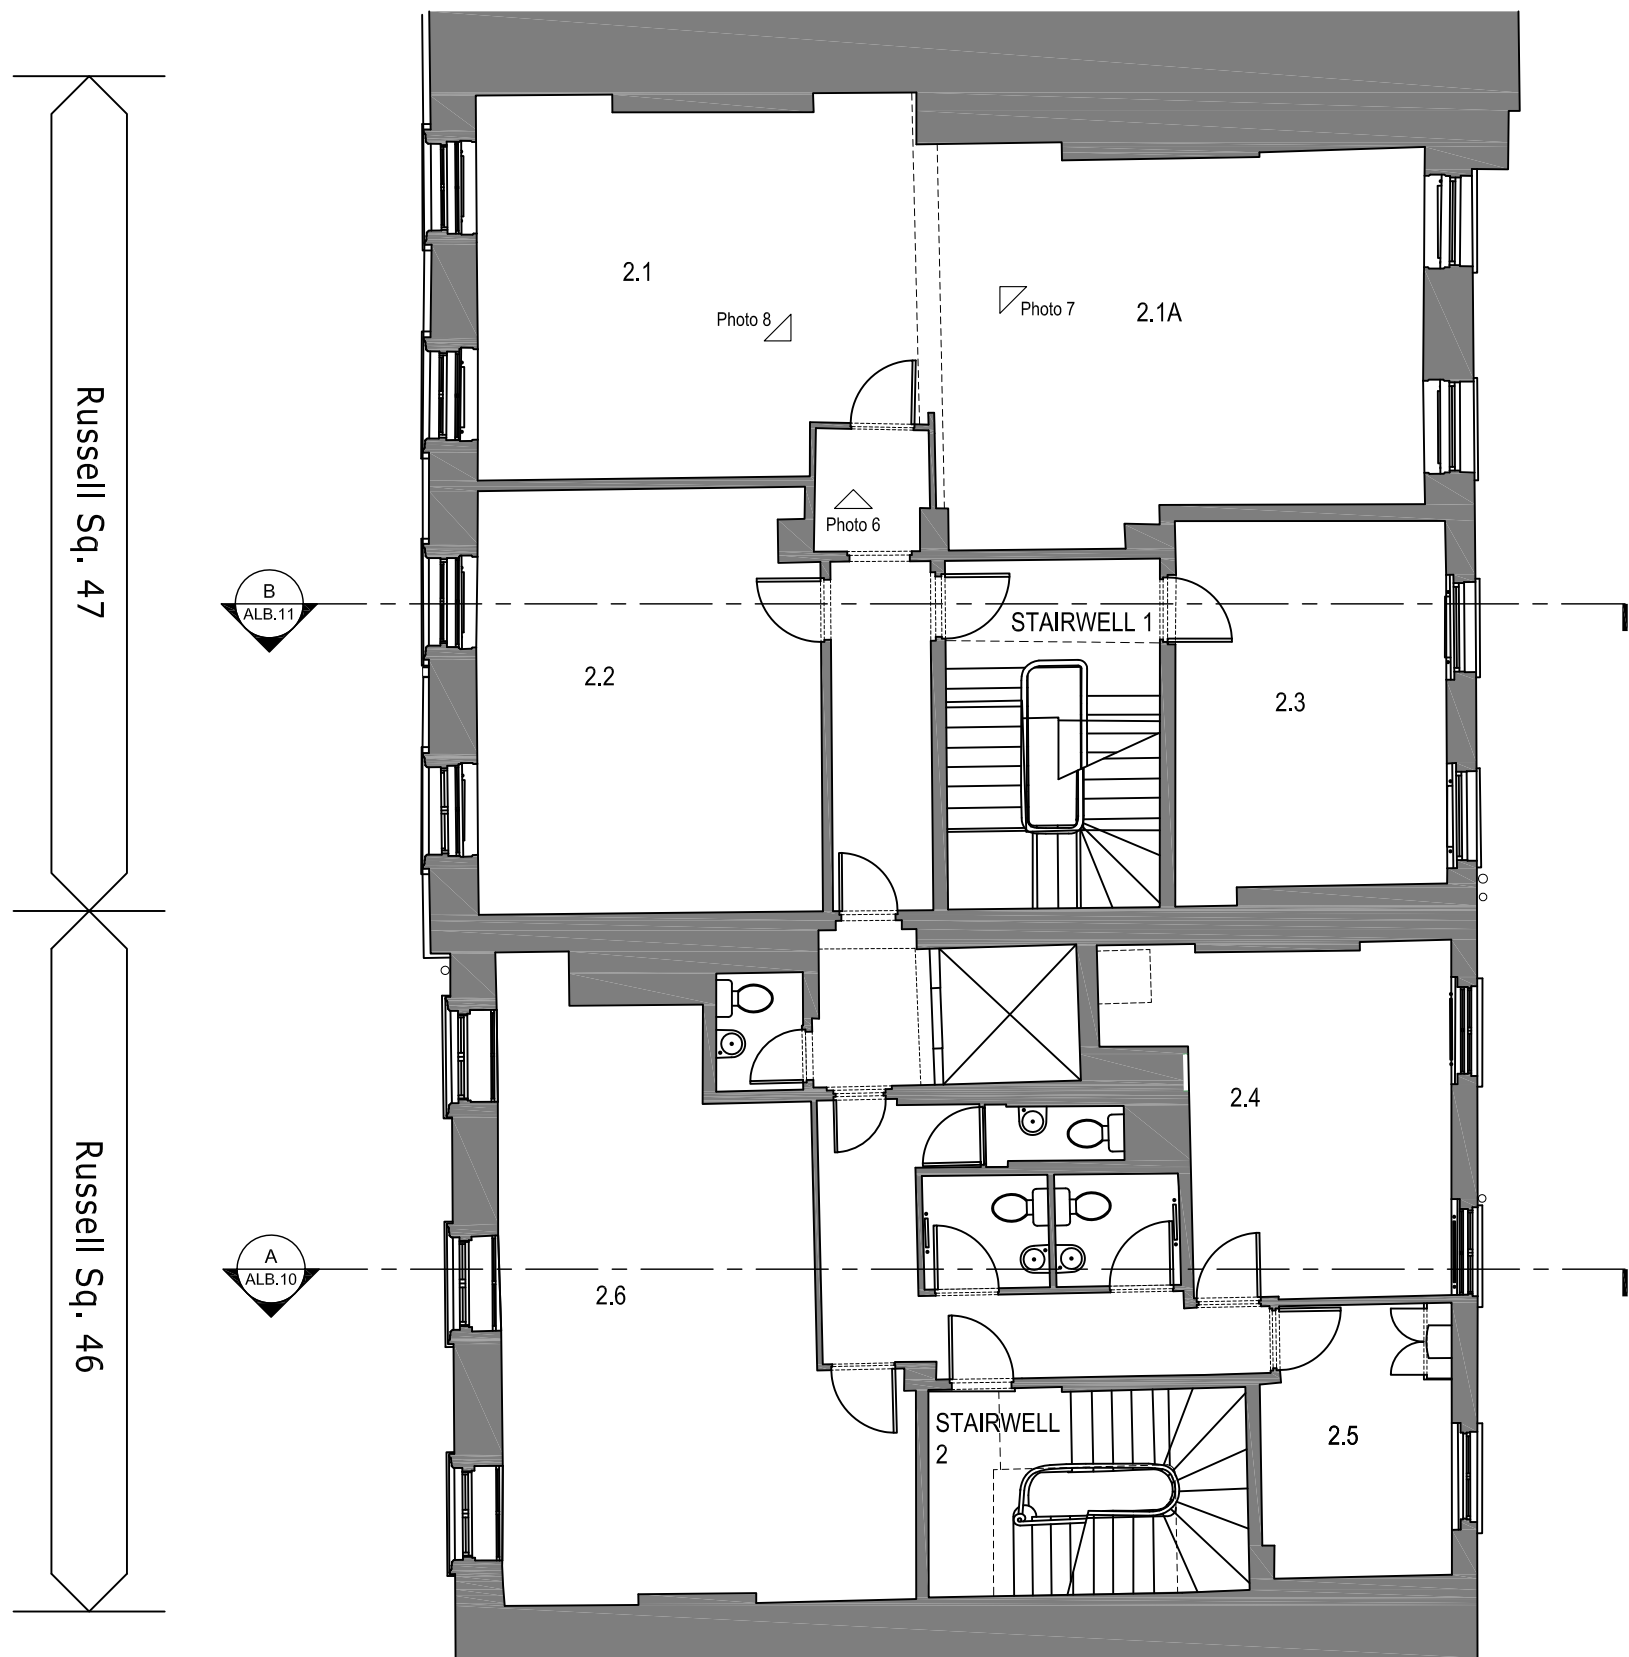 2.1
Photo 8
Photo 7
2.1A
Russell Sq. 47
Photo 6
B
ALB.11
STAIRWELL 1
2.2
2.3
2.4
Russell Sq. 46
A
ALB.10
2.6
STAIRWELL
2
2.5